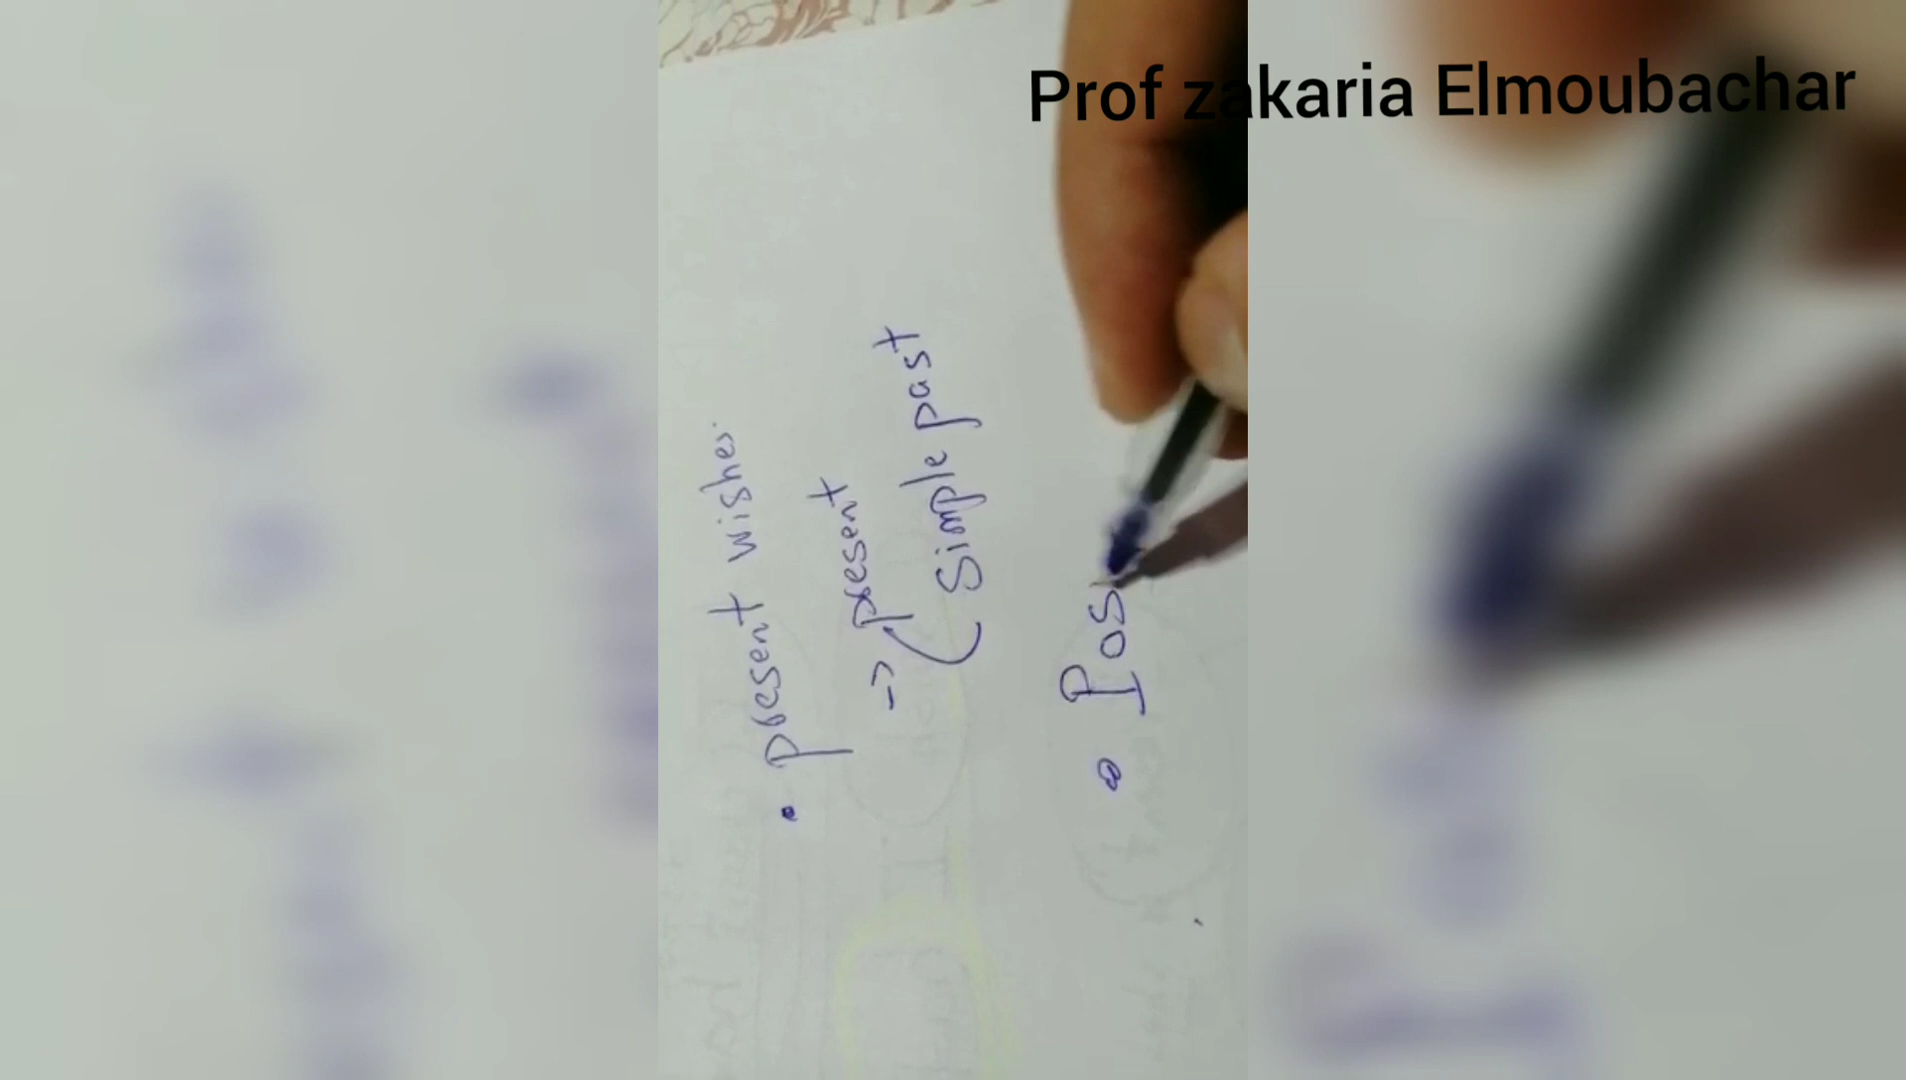 Prof zakaria Elmoubachar
• present wishes.
-> present
( Simple past
• Pos